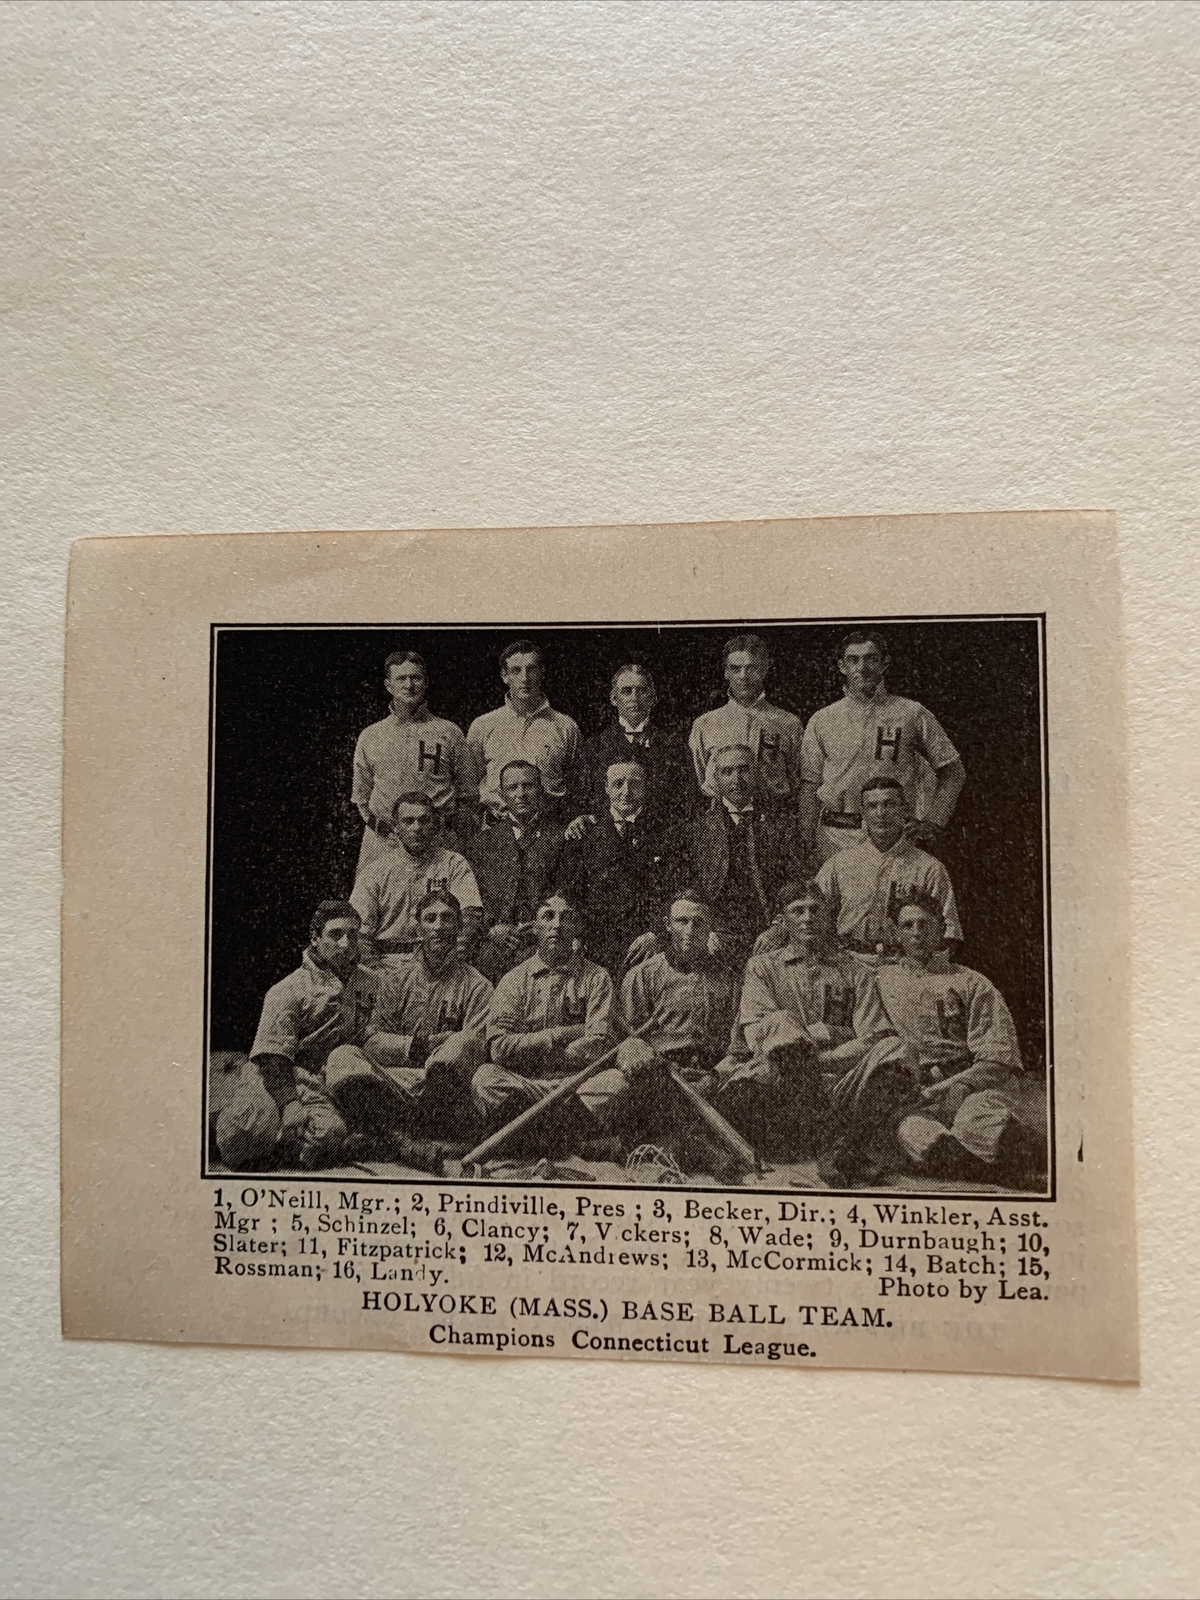 1, O'Neill, Mgr.; 2, Prindiville, Pres ; 3, Becker, Dir.; 4, Winkler, Asst.
Mgr ; 5, Schinzel; 6, Clancy; 7, V ckers; 8, Wade; 9, Durnbaugh; 10,
Slater; 11, Fitzpatrick; 12, McAndrews; 13, McCormick; 14, Batch; 15,
Rossman; 16, Landy.
Photo by Lea.
HOLYOKE (MASS.) BASE BALL TEAM.
Champions Connecticut League.
H
H
H
H
H
H
H
H
H